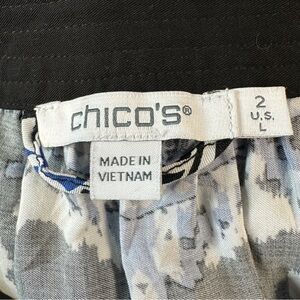 chico's®
2
U.S.
L
MADE IN
VIETNAM